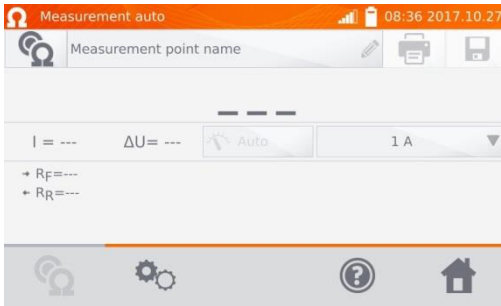 Ω Measurement auto 08:36 2017.10.27
Measurement point name
---
I = --- ΔU= --- Auto 1 A
→ RF=---
← RR=---